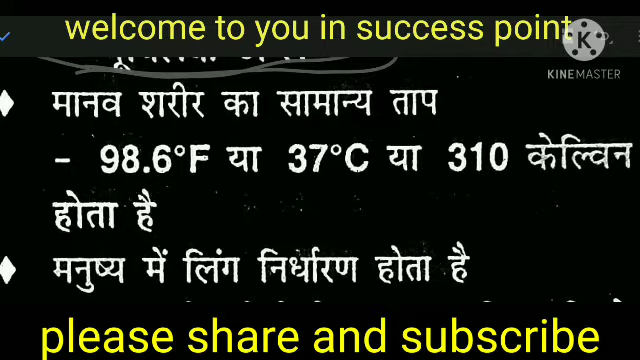 welcome to you in success point
KINEMASTER
मानव शरीर का सामान्य ताप
– 98.6°F या 37°C या 310 केल्विन
होता है
मनुष्य में लिंग निर्धारण होता है
please share and subscribe